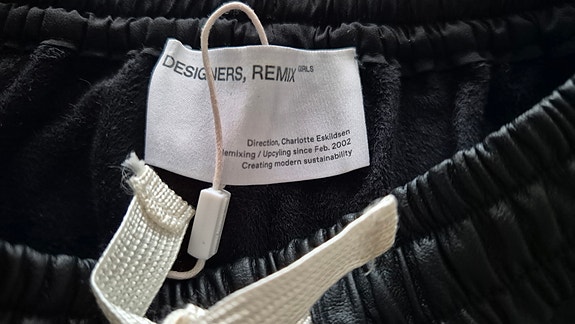 DESIGNERS, REMIX GIRLS
Direction, Charlotte Eskildsen
Remixing / Upcyling since Feb. 2002
Creating modern sustainability